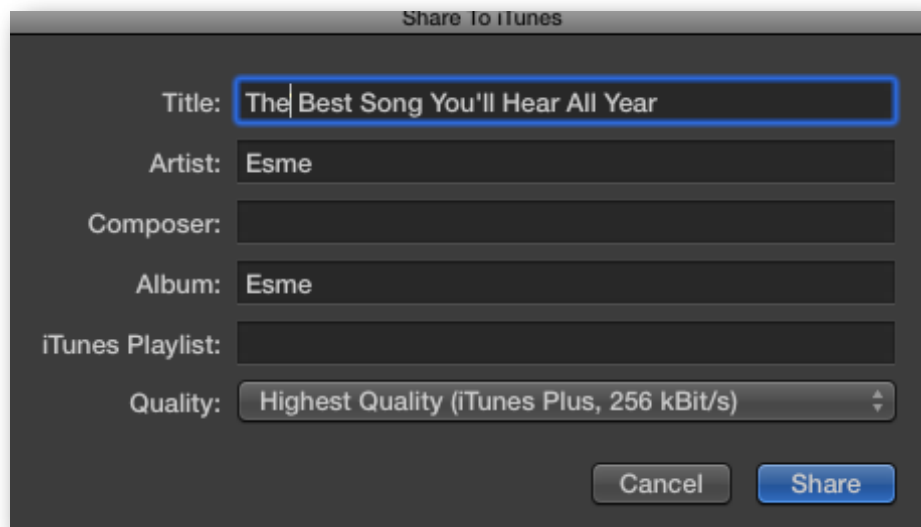 Share To iTunes
Title: The Best Song You'll Hear All Year
Artist: Esme
Composer:
Album: Esme
iTunes Playlist:
Quality: Highest Quality (iTunes Plus, 256 kBit/s)
Cancel Share